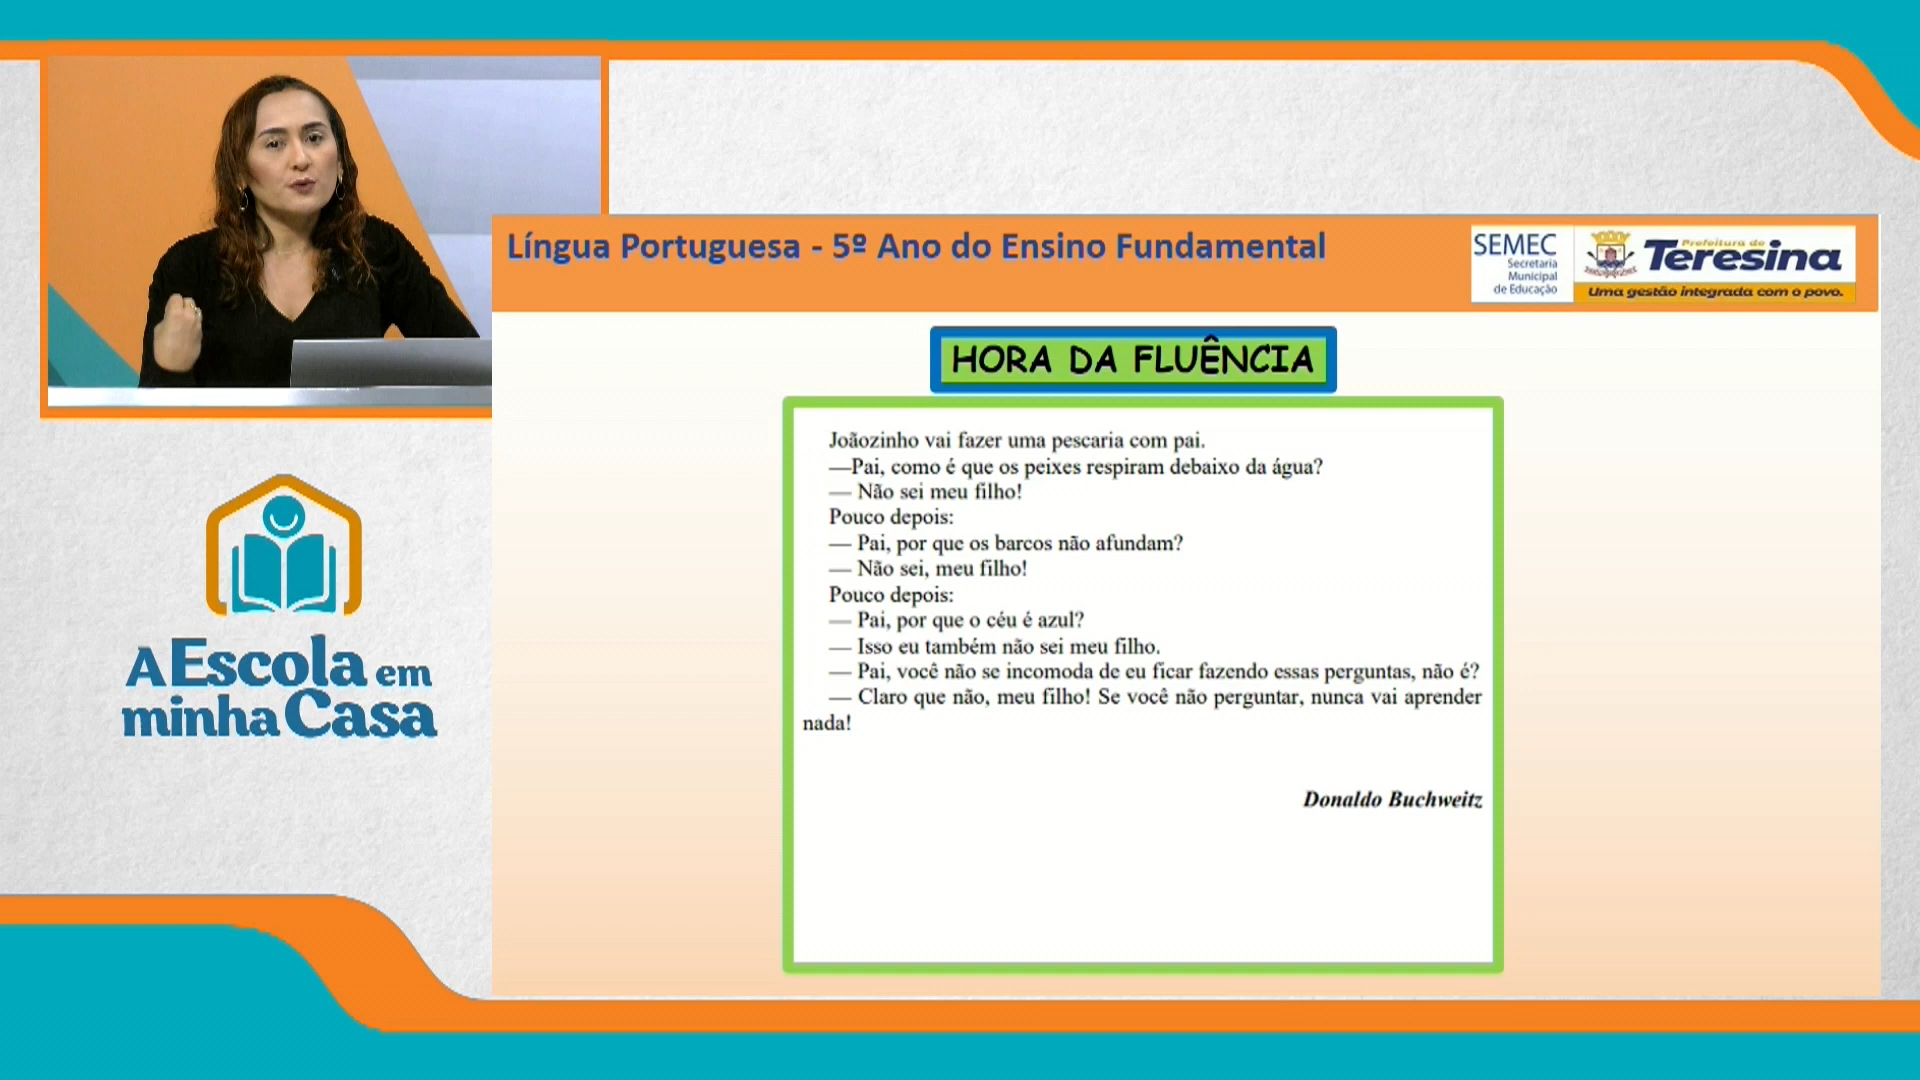 Língua Portuguesa - 5º Ano do Ensino Fundamental
SEMEC
Secretaria
Municipal
de Educação
Prefeitura de
Teresina
Uma gestão integrada com o povo.
HORA DA FLUÊNCIA
Joãozinho vai fazer uma pescaria com pai.
—Pai, como é que os peixes respiram debaixo da água?
— Não sei meu filho!
Pouco depois:
— Pai, por que os barcos não afundam?
— Não sei, meu filho!
Pouco depois:
— Pai, por que o céu é azul?
— Isso eu também não sei meu filho.
— Pai, você não se incomoda de eu ficar fazendo essas perguntas, não é?
— Claro que não, meu filho! Se você não perguntar, nunca vai aprender
nada!
Donaldo Buchweitz
A Escola em
minha Casa